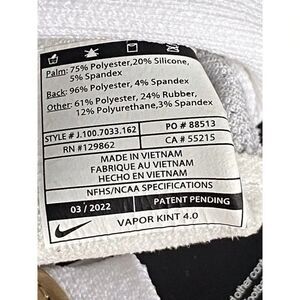 Palm: 75% Polyester,20% Silicone,
5% Spandex
Back: 96% Polyester, 4% Spandex
Other: 61% Polyester, 24% Rubber,
12% Polyurethane,3% Spandex
STYLE # J.100.7033.162 PO # 88513
RN #129862 CA # 55215
MADE IN VIETNAM
FABRIQUE AU VIETNAM
HECHO EN VIETNAM
NFHS/NCAA SPECIFICATIONS
03 / 2022 PATENT PENDING
VAPOR KINT 4.0
other